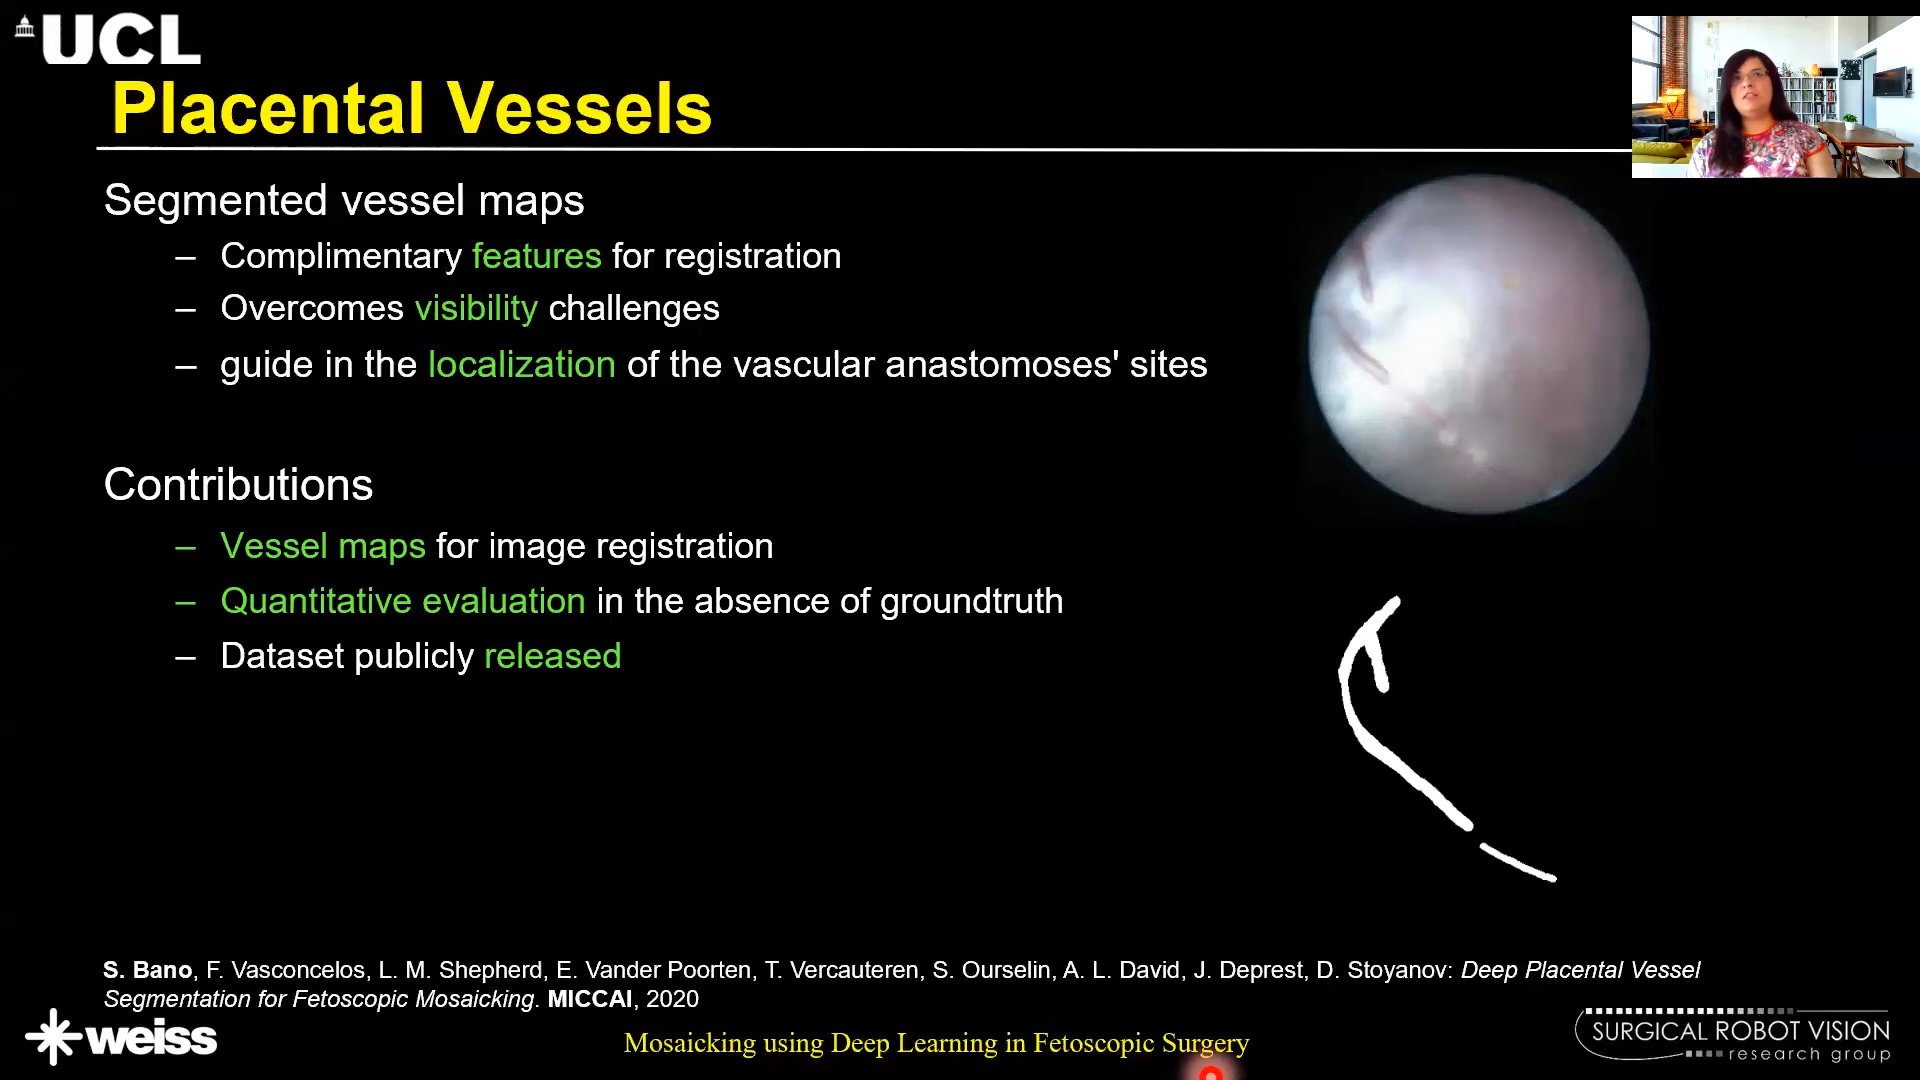 UCL
Placental Vessels
Segmented vessel maps
– Complimentary features for registration
– Overcomes visibility challenges
– guide in the localization of the vascular anastomoses' sites
Contributions
– Vessel maps for image registration
– Quantitative evaluation in the absence of groundtruth
– Dataset publicly released
S. Bano, F. Vasconcelos, L. M. Shepherd, E. Vander Poorten, T. Vercauteren, S. Ourselin, A. L. David, J. Deprest, D. Stoyanov: Deep Placental Vessel
Segmentation for Fetoscopic Mosaicking. MICCAI, 2020
weiss
Mosaicking using Deep Learning in Fetoscopic Surgery
SURGICAL ROBOT VISION
research group